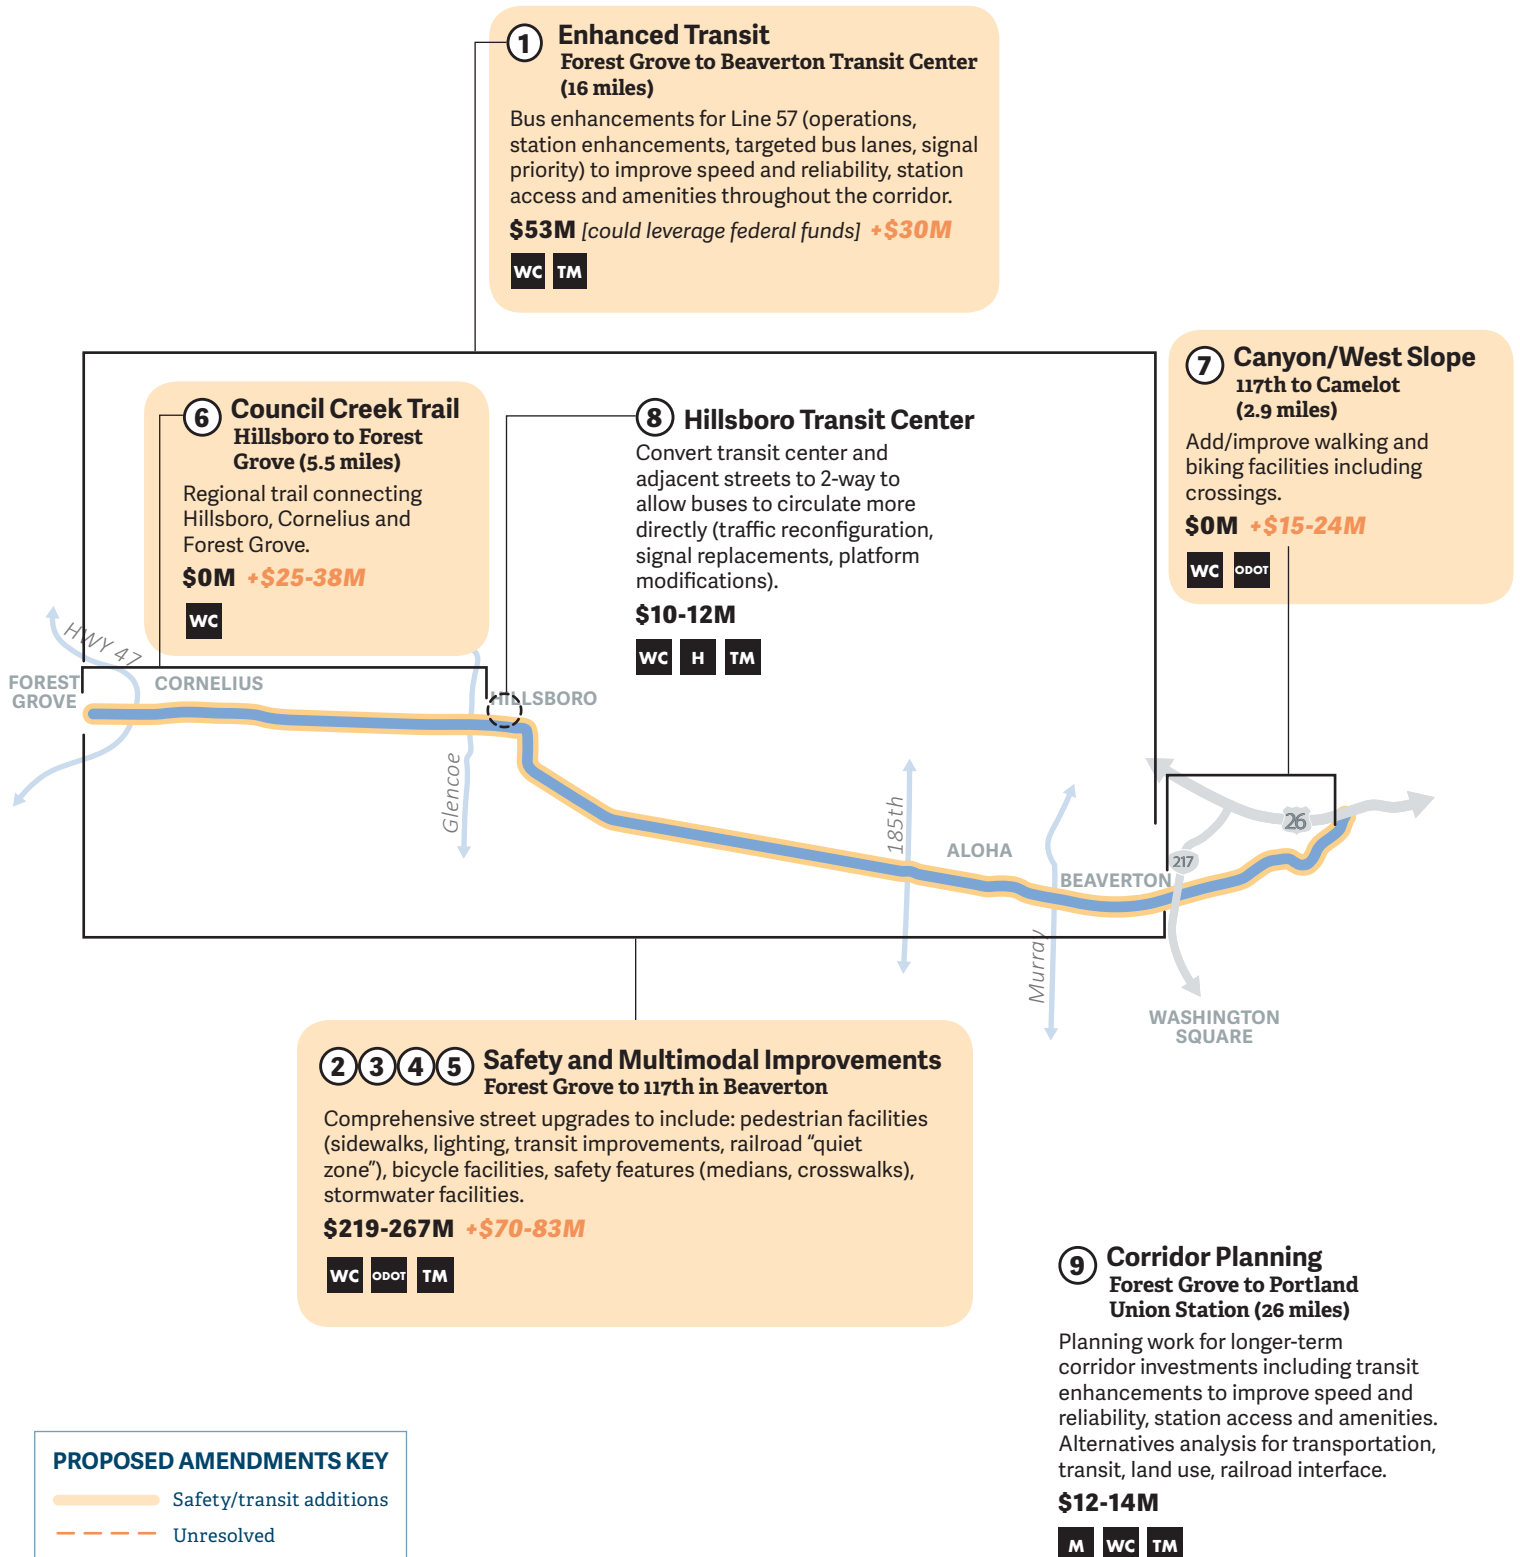 1 Enhanced Transit
Forest Grove to Beaverton Transit Center
(16 miles)
Bus enhancements for Line 57 (operations,
station enhancements, targeted bus lanes, signal
priority) to improve speed and reliability, station
access and amenities throughout the corridor.
$53M [could leverage federal funds] +$30M
WC TM
7 Canyon/West Slope
117th to Camelot
(2.9 miles)
Add/improve walking and
biking facilities including
crossings.
$0M +$15-24M
WC ODOT
6 Council Creek Trail
Hillsboro to Forest
Grove (5.5 miles)
Regional trail connecting
Hillsboro, Cornelius and
Forest Grove.
$0M +$25-38M
WC
8 Hillsboro Transit Center
Convert transit center and
adjacent streets to 2-way to
allow buses to circulate more
directly (traffic reconfiguration,
signal replacements, platform
modifications).
$10-12M
WC H TM
HWY 47
FOREST
GROVE
CORNELIUS
HILLSBORO
Glencoe
185th
ALOHA
Murray
BEAVERTON
217
26
WASHINGTON
SQUARE
2 3 4 5 Safety and Multimodal Improvements
Forest Grove to 117th in Beaverton
Comprehensive street upgrades to include: pedestrian facilities
(sidewalks, lighting, transit improvements, railroad “quiet
zone”), bicycle facilities, safety features (medians, crosswalks),
stormwater facilities.
$219-267M +$70-83M
WC ODOT TM
9 Corridor Planning
Forest Grove to Portland
Union Station (26 miles)
Planning work for longer-term
corridor investments including transit
enhancements to improve speed and
reliability, station access and amenities.
Alternatives analysis for transportation,
transit, land use, railroad interface.
$12-14M
M WC TM
PROPOSED AMENDMENTS KEY
Safety/transit additions
Unresolved